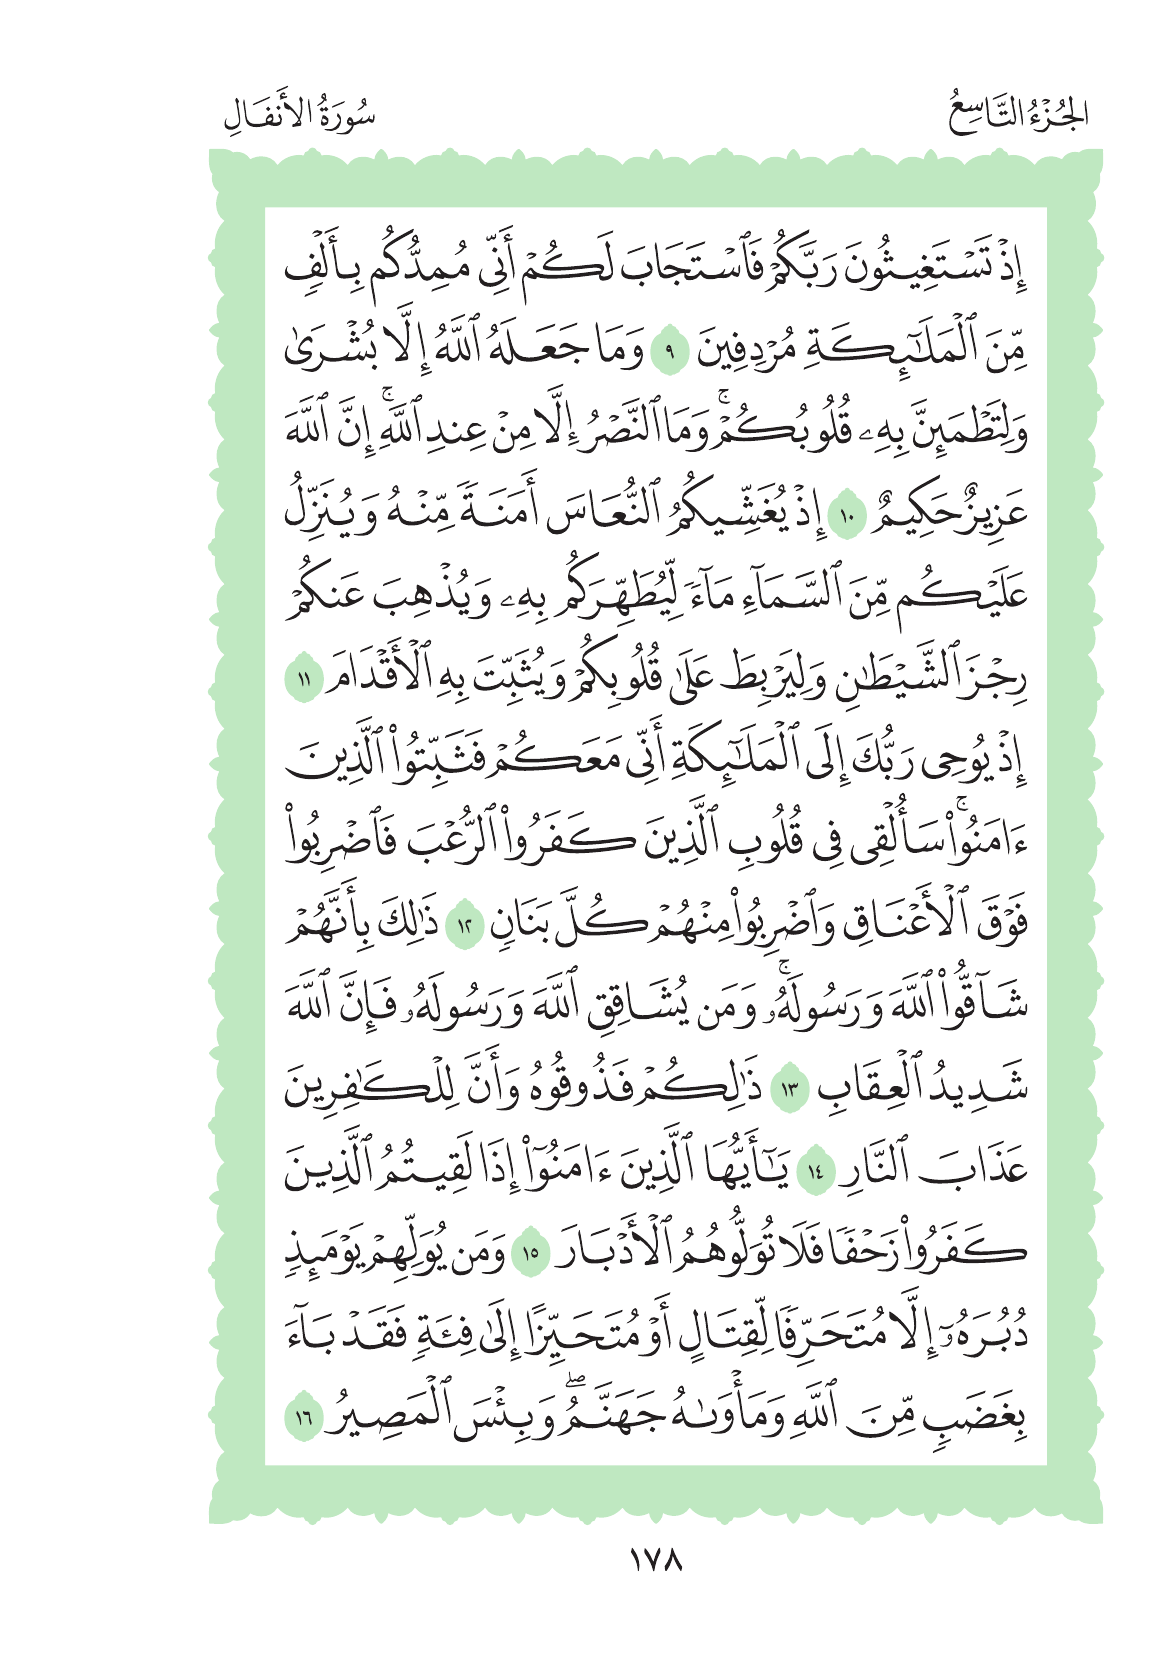 الجُزْءُ التَّاسِعُ
سُورَةُ الأَنفَالِ
إِذْ تَسْتَغِيثُونَ رَبَّكُمْ فَٱسْتَجَابَ لَكُمْ أَنِّى مُمِدُّكُم بِأَلْفٍ
مِّنَ ٱلْمَلَٰٓئِكَةِ مُرْدِفِينَ ٩ وَمَا جَعَلَهُ ٱللَّهُ إِلَّا بُشْرَىٰ
وَلِتَطْمَئِنَّ بِهِۦ قُلُوبُكُمْۚ وَمَا ٱلنَّصْرُ إِلَّا مِنْ عِندِ ٱللَّهِۚ إِنَّ ٱللَّهَ
عَزِيزٌ حَكِيمٌ ١٠ إِذْ يُغَشِّيكُمُ ٱلنُّعَاسَ أَمَنَةً مِّنْهُ وَيُنَزِّلُ
عَلَيْكُم مِّنَ ٱلسَّمَآءِ مَآءً لِّيُطَهِّرَكُم بِهِۦ وَيُذْهِبَ عَنكُمْ
رِجْزَ ٱلشَّيْطَٰنِ وَلِيَرْبِطَ عَلَىٰ قُلُوبِكُمْ وَيُثَبِّتَ بِهِ ٱلْأَقْدَامَ ١١
إِذْ يُوحِى رَبُّكَ إِلَى ٱلْمَلَٰٓئِكَةِ أَنِّى مَعَكُمْ فَثَبِّتُوا۟ ٱلَّذِينَ
ءَامَنُوا۟ۚ سَأُلْقِى فِى قُلُوبِ ٱلَّذِينَ كَفَرُوا۟ ٱلرُّعْبَ فَٱضْرِبُوا۟
فَوْقَ ٱلْأَعْنَاقِ وَٱضْرِبُوا۟ مِنْهُمْ كُلَّ بَنَانٍ ١٢ ذَٰلِكَ بِأَنَّهُمْ
شَآقُّوا۟ ٱللَّهَ وَرَسُولَهُۥۚ وَمَن يُشَاقِقِ ٱللَّهَ وَرَسُولَهُۥ فَإِنَّ ٱللَّهَ
شَدِيدُ ٱلْعِقَابِ ١٣ ذَٰلِكُمْ فَذُوقُوهُ وَأَنَّ لِلْكَٰفِرِينَ
عَذَابَ ٱلنَّارِ ١٤ يَٰٓأَيُّهَا ٱلَّذِينَ ءَامَنُوٓا۟ إِذَا لَقِيتُمُ ٱلَّذِينَ
كَفَرُوا۟ زَحْفًا فَلَا تُوَلُّوهُمُ ٱلْأَدْبَارَ ١٥ وَمَن يُوَلِّهِمْ يَوْمَئِذٍ
دُبُرَهُۥٓ إِلَّا مُتَحَرِّفًا لِّقِتَالٍ أَوْ مُتَحَيِّزًا إِلَىٰ فِئَةٍ فَقَدْ بَآءَ
بِغَضَبٍ مِّنَ ٱللَّهِ وَمَأْوَىٰهُ جَهَنَّمُۖ وَبِئْسَ ٱلْمَصِيرُ ١٦
١٧٨